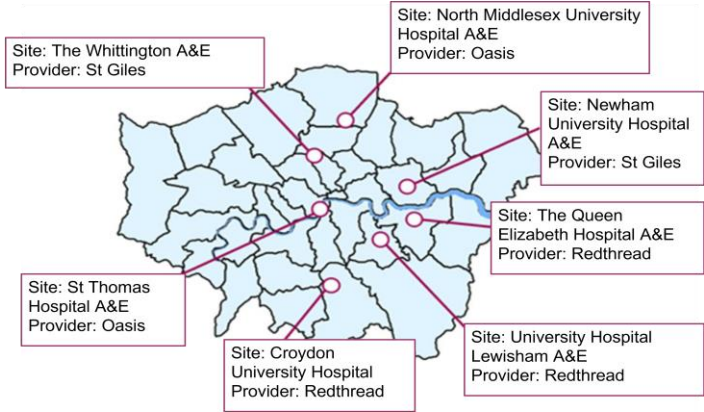 Site: North Middlesex University
Hospital A&E
Provider: Oasis
Site: The Whittington A&E
Provider: St Giles
Site: Newham
University Hospital
A&E
Provider: St Giles
Site: The Queen
Elizabeth Hospital A&E
Provider: Redthread
Site: St Thomas
Hospital A&E
Provider: Oasis
Site: University Hospital
Lewisham A&E
Provider: Redthread
Site: Croydon
University Hospital
Provider: Redthread